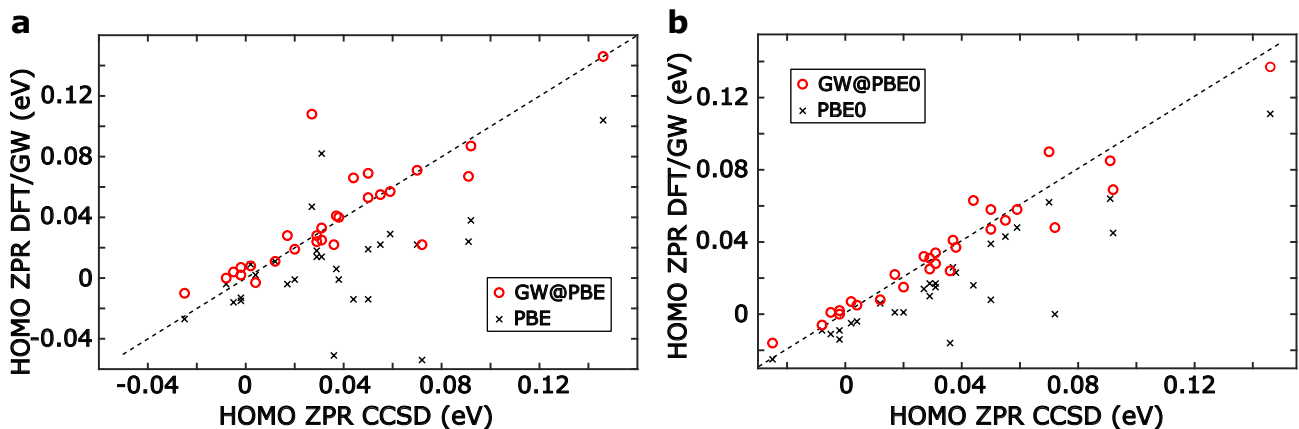 a
HOMO ZPR DFT/GW (eV)
0.12
0.08
0.04
0
-0.04
GW@PBE
PBE
-0.04
0
0.04
0.08
0.12
HOMO ZPR CCSD (eV)
b
HOMO ZPR DFT/GW (eV)
0.12
0.08
0.04
0
GW@PBE0
PBE0
0
0.04
0.08
0.12
HOMO ZPR CCSD (eV)